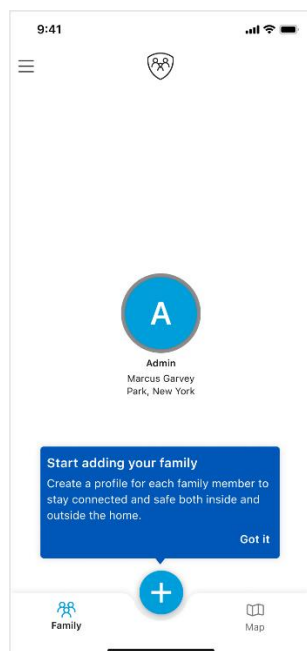 9:41
A
Admin
Marcus Garvey
Park, New York
Start adding your family
Create a profile for each family member to
stay connected and safe both inside and
outside the home.
Got it
Family
Map